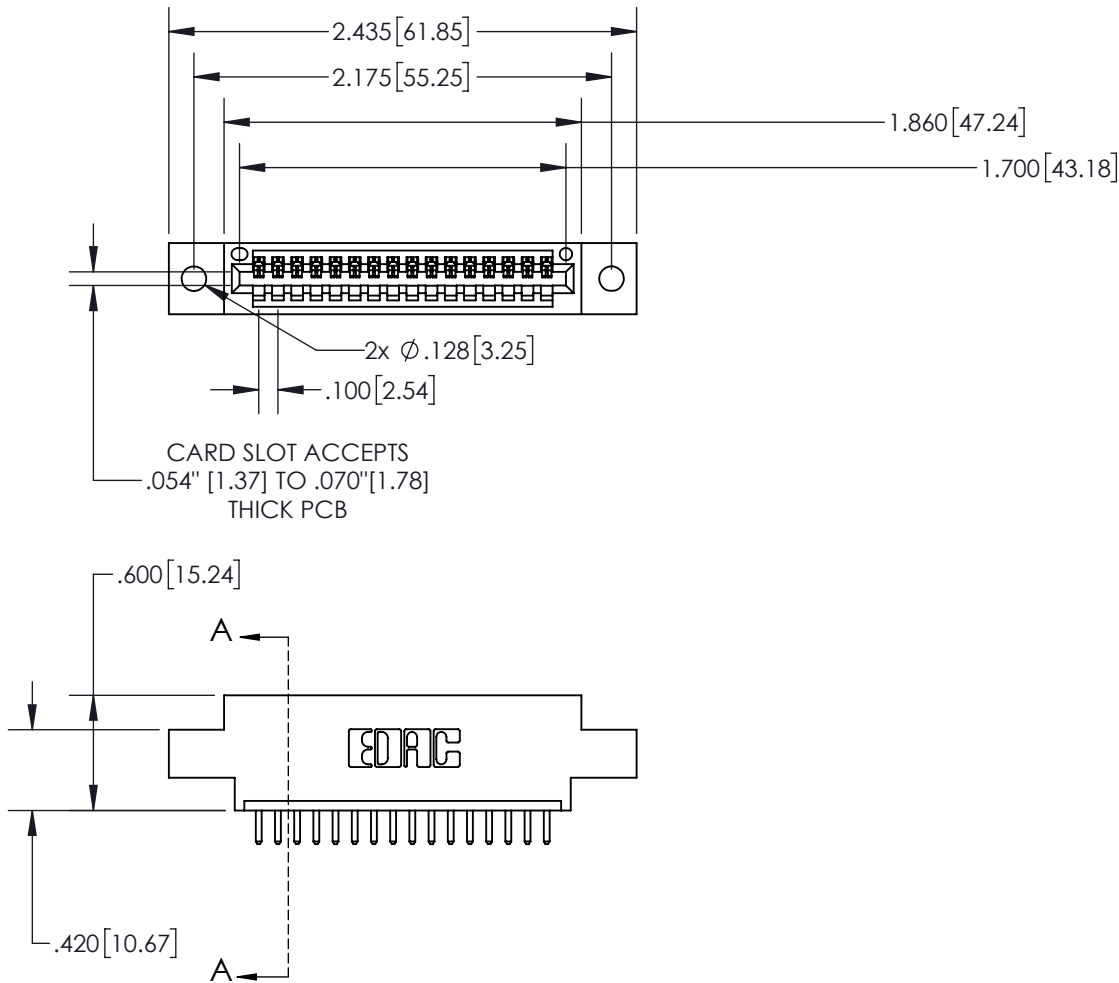 2.435[61.85]
2.175[55.25]
1.860[47.24]
1.700[43.18]
2x Ø.128[3.25]
.100[2.54]
CARD SLOT ACCEPTS
.054" [1.37] TO .070"[1.78]
THICK PCB
.600[15.24]
A
EDAC
.420[10.67]
A